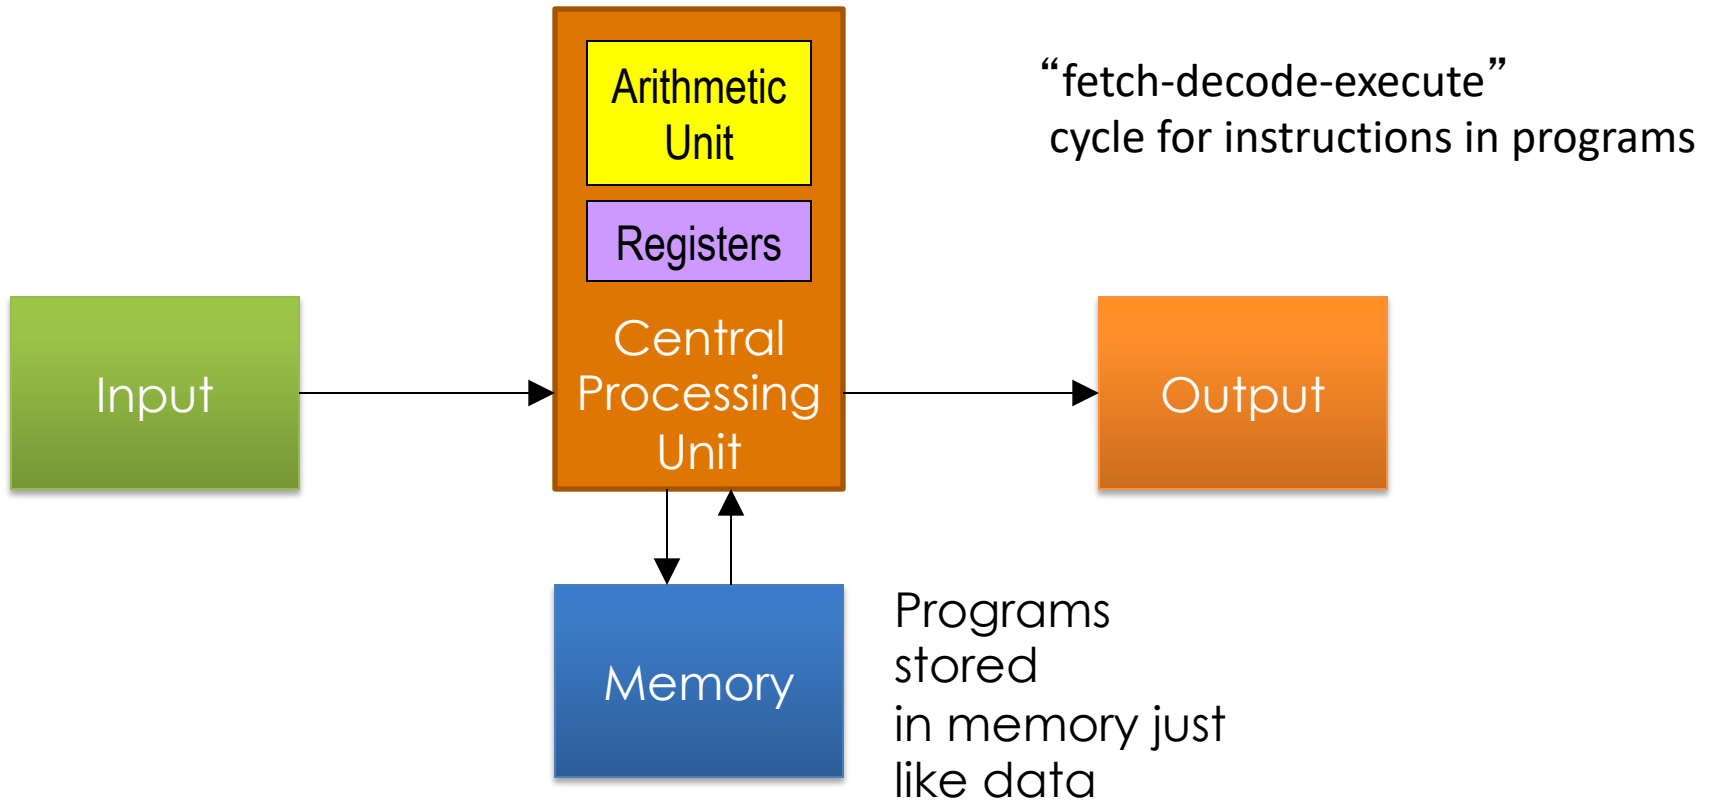 Arithmetic
Unit
Registers
Central
Processing
Unit
“fetch-decode-execute”
cycle for instructions in programs
Input
Output
Memory
Programs
stored
in memory just
like data